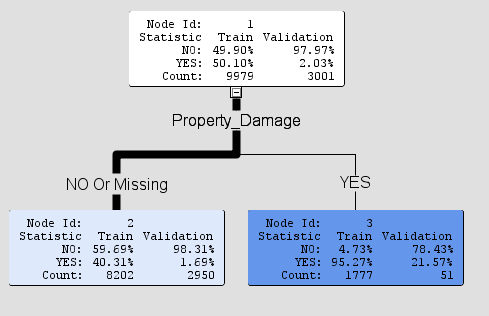 Node Id: 1
Statistic Train Validation
NO: 49.90% 97.97%
YES: 50.10% 2.03%
Count: 9979 3001
Property_Damage
NO Or Missing
YES
Node Id: 2
Statistic Train Validation
NO: 59.69% 98.31%
YES: 40.31% 1.69%
Count: 8202 2950
Node Id: 3
Statistic Train Validation
NO: 4.73% 78.43%
YES: 95.27% 21.57%
Count: 1777 51